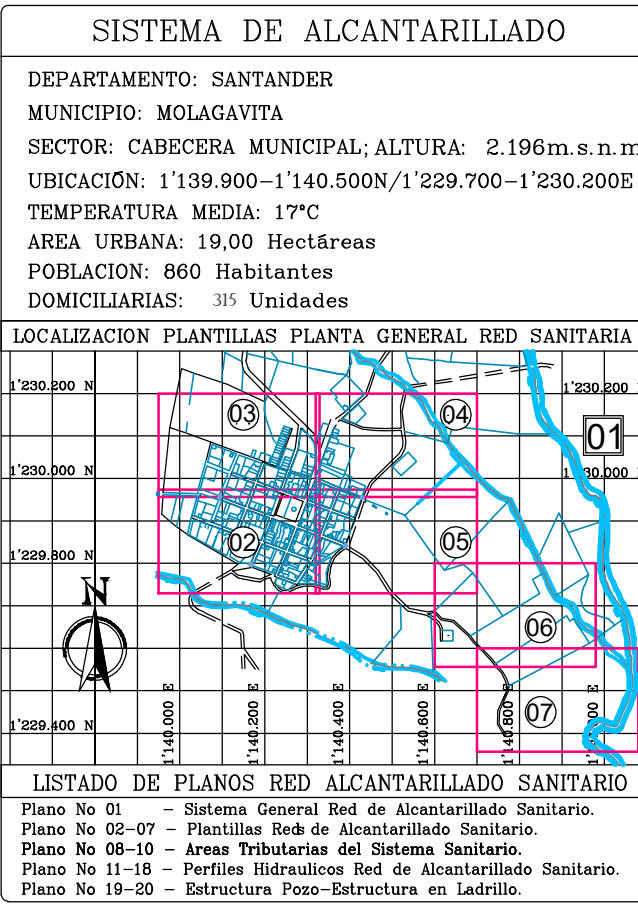 SISTEMA DE ALCANTARILLADO
DEPARTAMENTO: SANTANDER
MUNICIPIO: MOLAGAVITA
SECTOR: CABECERA MUNICIPAL; ALTURA: 2.196m.s.n.m
UBICACIÓN: 1'139.900-1'140.500N/1'229.700-1'230.200E
TEMPERATURA MEDIA: 17°C
AREA URBANA: 19,00 Hectáreas
POBLACION: 860 Habitantes
DOMICILIARIAS: 315 Unidades
LOCALIZACION PLANTILLAS PLANTA GENERAL RED SANITARIA
1'230.200 N
1'230.200
03
04
01
1'230.000 N
1'230.000
02
05
1'229.800 N
N
06
07
1'229.400 N
1'140.000 E
1'140.200 E
1'140.400 E
1'140.600 E
1'140.800 E
LISTADO DE PLANOS RED ALCANTARILLADO SANITARIO
Plano No 01 - Sistema General Red de Alcantarillado Sanitario.
Plano No 02-07 - Plantillas Reds de Alcantarillado Sanitario.
Plano No 08-10 - Areas Tributarias del Sistema Sanitario.
Plano No 11-18 - Perfiles Hidraulicos Red de Alcantarillado Sanitario.
Plano No 19-20 - Estructura Pozo-Estructura en Ladrillo.